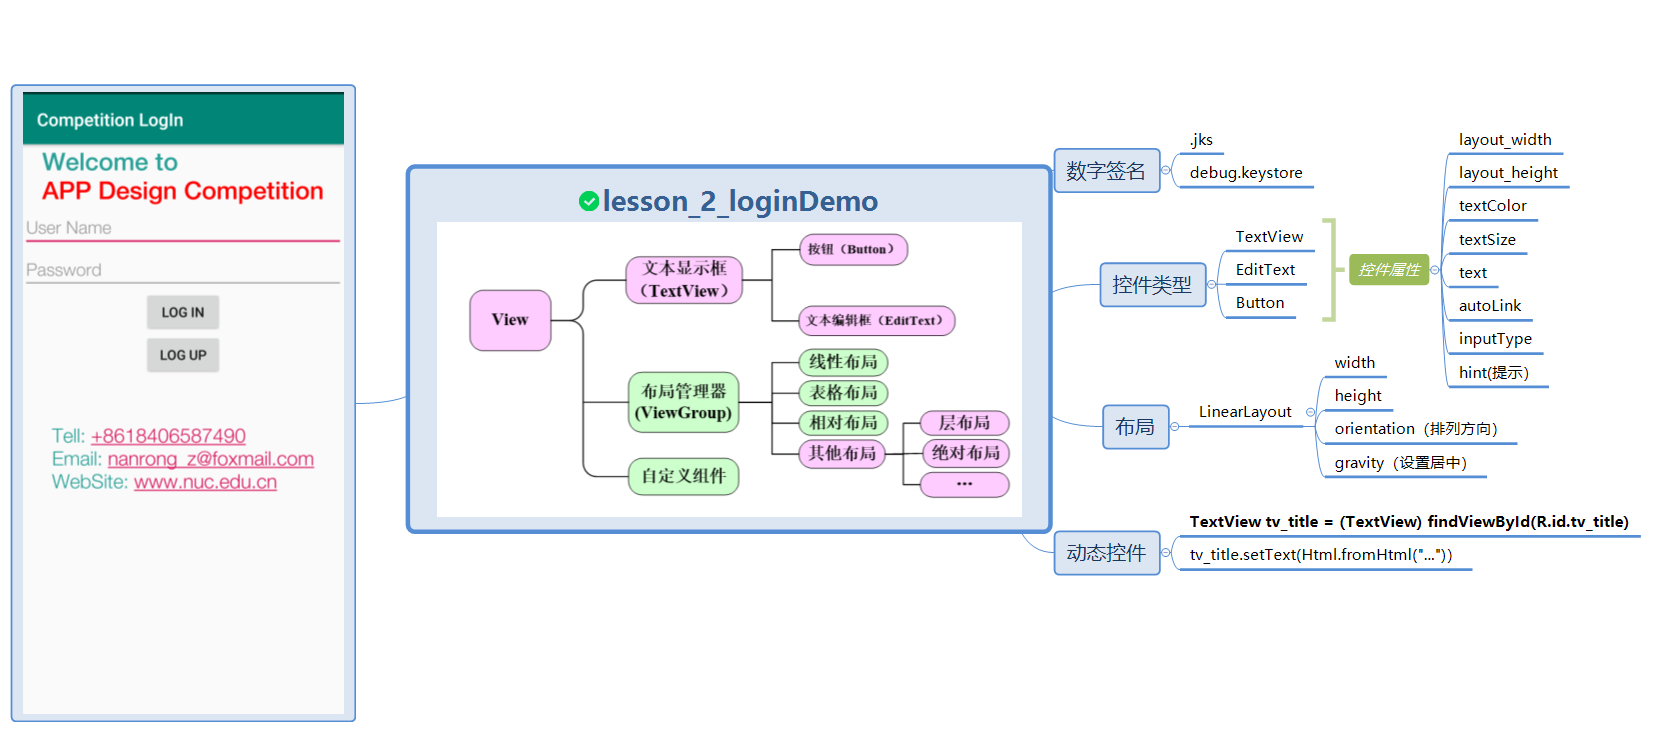 Competition LogIn
Welcome to
APP Design Competition
User Name
Password
LOG IN
LOG UP
Tell: +8618406587490
Email: nanrong_z@foxmail.com
WebSite: www.nuc.edu.cn
lesson_2_loginDemo
View
文本显示框
（TextView）
按钮（Button）
文本编辑框（EditText）
布局管理器
(ViewGroup)
线性布局
表格布局
相对布局
其他布局
层布局
绝对布局
...
自定义组件
数字签名
.jks
debug.keystore
控件类型
TextView
EditText
Button
控件属性
layout_width
layout_height
textColor
textSize
text
autoLink
inputType
hint(提示)
布局
LinearLayout
width
height
orientation（排列方向）
gravity（设置居中）
动态控件
TextView tv_title = (TextView) findViewById(R.id.tv_title)
tv_title.setText(Html.fromHtml("..."))